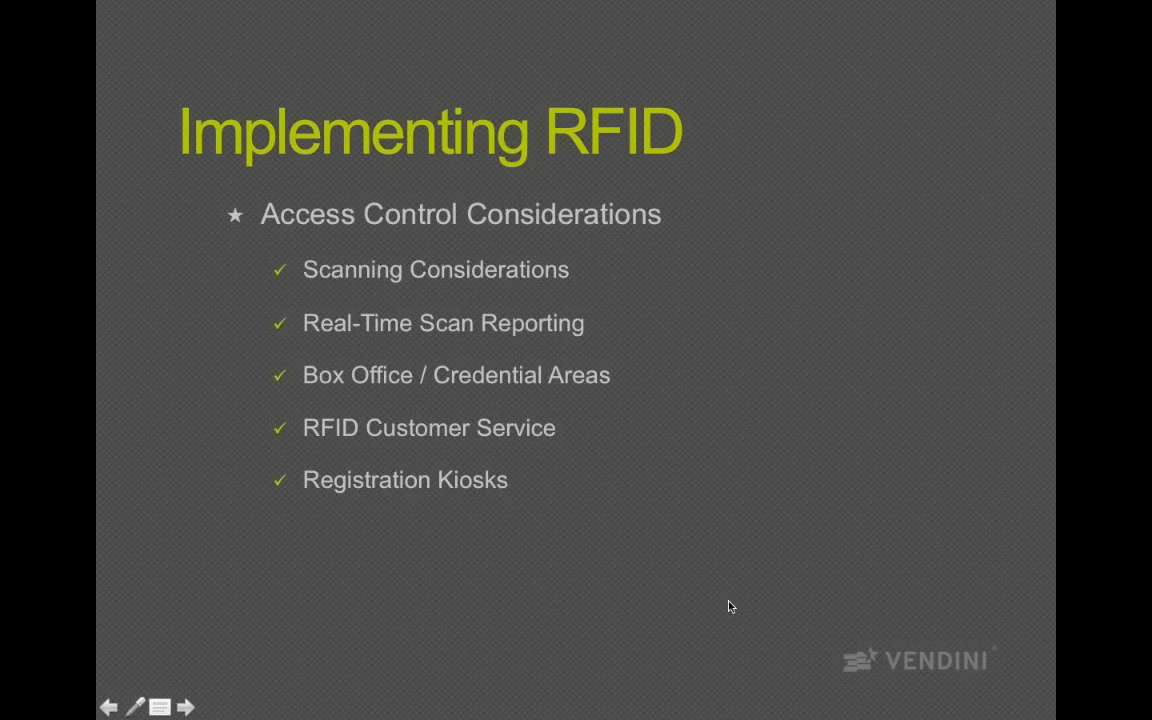 Implementing RFID
Access Control Considerations
Scanning Considerations
Real-Time Scan Reporting
Box Office / Credential Areas
RFID Customer Service
Registration Kiosks
VENDINI